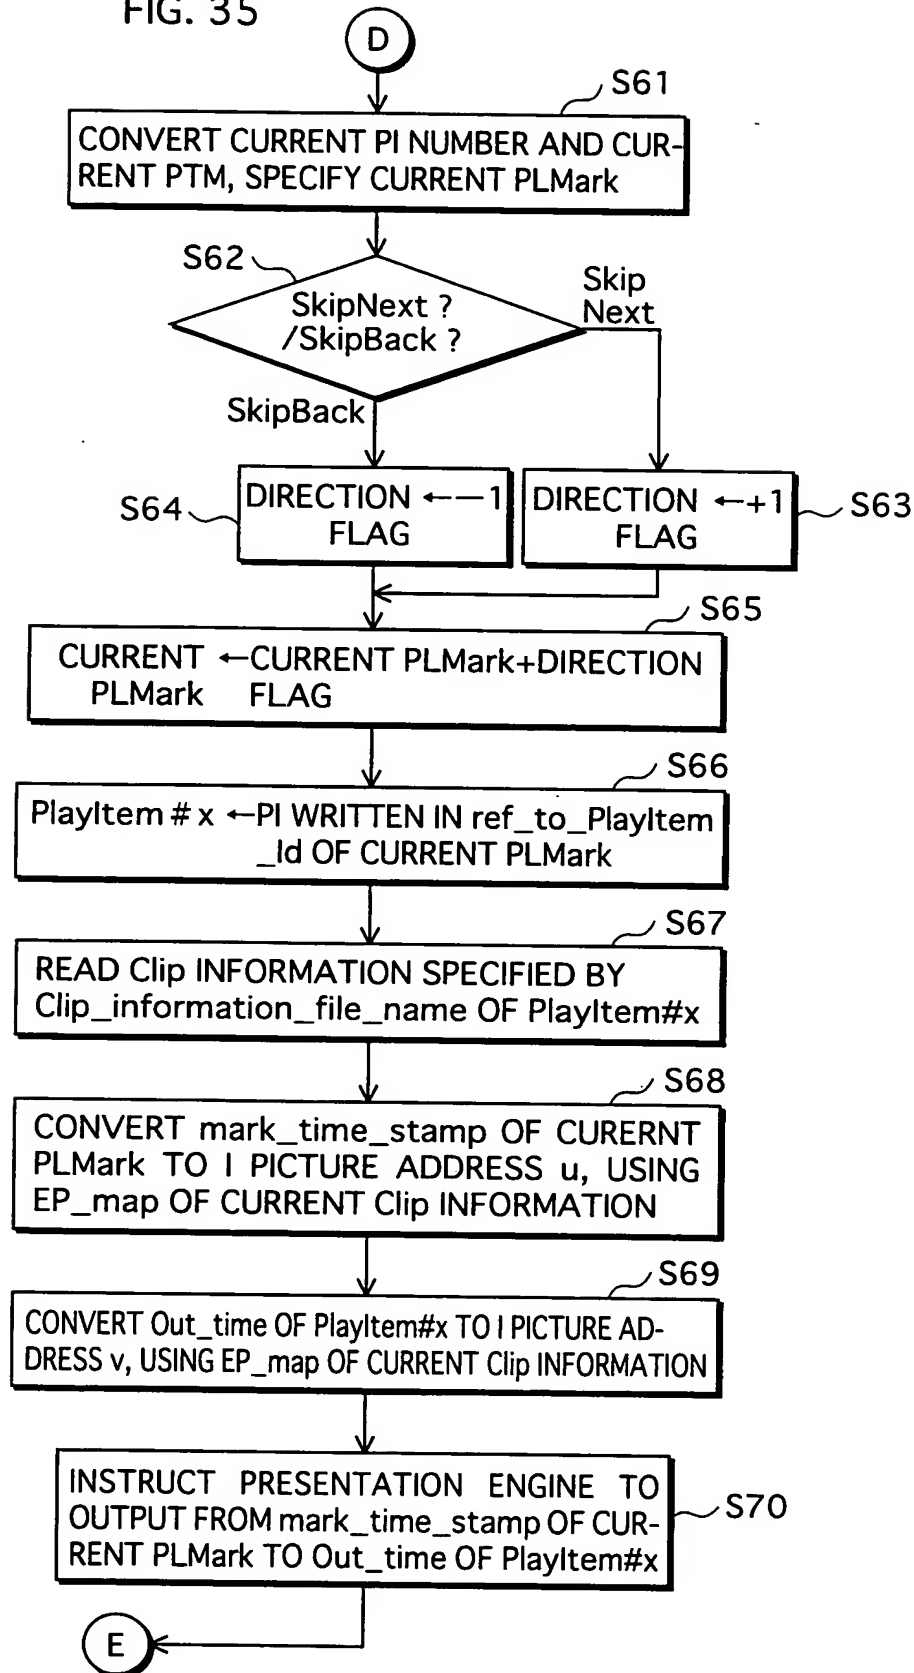 FIG. 35
D
S61
CONVERT CURRENT PI NUMBER AND CUR-
RENT PTM, SPECIFY CURRENT PLMark
S62
SkipNext ?
/SkipBack ?
Skip
Next
SkipBack
S64
DIRECTION ←−1
FLAG
DIRECTION ←+1
FLAG
S63
S65
CURRENT ←CURRENT PLMark+DIRECTION
PLMark FLAG
S66
PlayItem # x ←PI WRITTEN IN ref_to_PlayItem
_Id OF CURRENT PLMark
S67
READ Clip INFORMATION SPECIFIED BY
Clip_information_file_name OF PlayItem#x
S68
CONVERT mark_time_stamp OF CURERNT
PLMark TO I PICTURE ADDRESS u, USING
EP_map OF CURRENT Clip INFORMATION
S69
CONVERT Out_time OF PlayItem#x TO I PICTURE AD-
DRESS v, USING EP_map OF CURRENT Clip INFORMATION
INSTRUCT PRESENTATION ENGINE TO
OUTPUT FROM mark_time_stamp OF CUR-
RENT PLMark TO Out_time OF PlayItem#x
S70
E